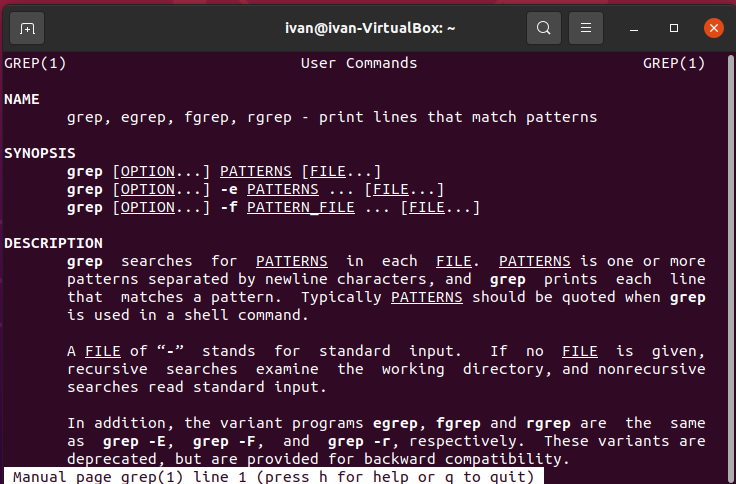 ivan@ivan-VirtualBox: ~
GREP(1) User Commands GREP(1)
NAME
grep, egrep, fgrep, rgrep - print lines that match patterns
SYNOPSIS
grep [OPTION...] PATTERNS [FILE...]
grep [OPTION...] -e PATTERNS ... [FILE...]
grep [OPTION...] -f PATTERN_FILE ... [FILE...]
DESCRIPTION
grep searches for PATTERNS in each FILE. PATTERNS is one or more
patterns separated by newline characters, and grep prints each line
that matches a pattern. Typically PATTERNS should be quoted when grep
is used in a shell command.
A FILE of “-” stands for standard input. If no FILE is given,
recursive searches examine the working directory, and nonrecursive
searches read standard input.
In addition, the variant programs egrep, fgrep and rgrep are the same
as grep -E, grep -F, and grep -r, respectively. These variants are
deprecated, but are provided for backward compatibility.
Manual page grep(1) line 1 (press h for help or q to quit)